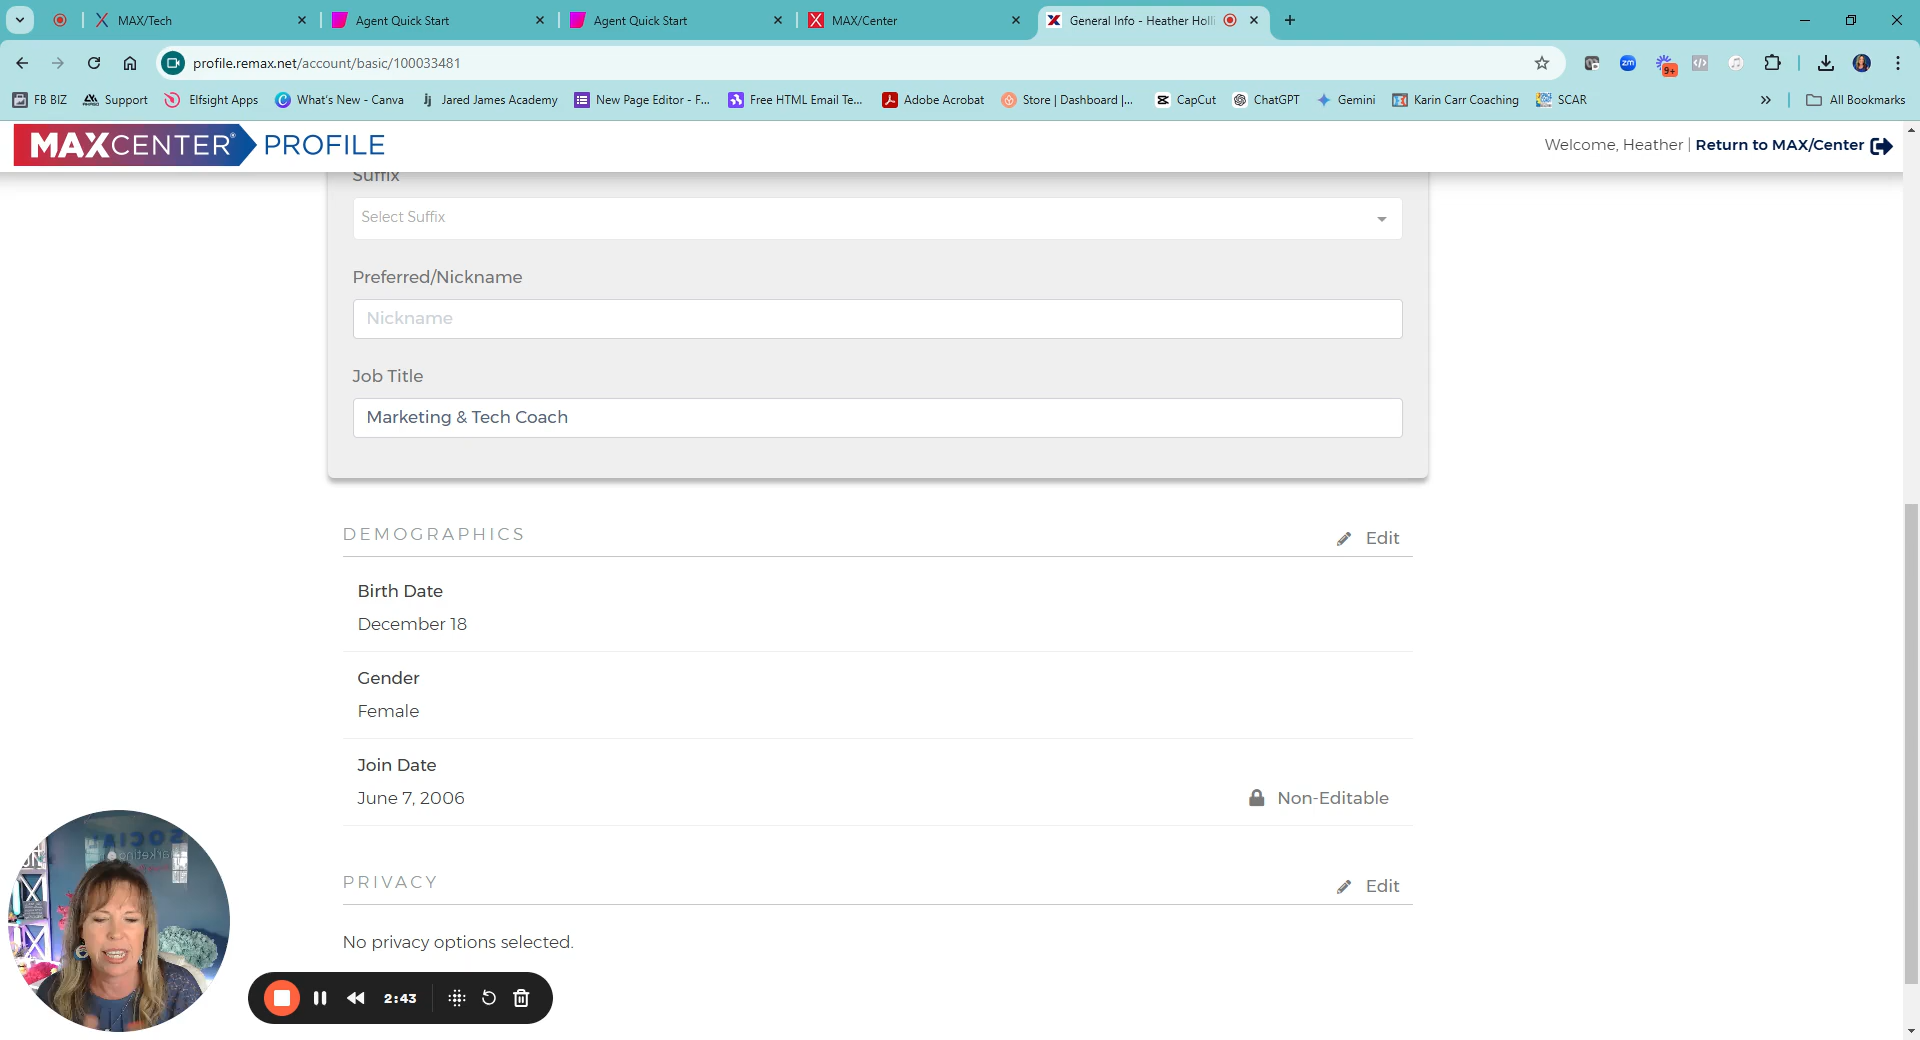 MAX/Tech
Agent Quick Start
Agent Quick Start
MAX/Center
General Info - Heather Holli
profile.remax.net/account/basic/100033481
zm
9+
FB BIZ
Support
Elfsight Apps
What's New - Canva
Jared James Academy
New Page Editor - F...
Free HTML Email Te...
Adobe Acrobat
Store | Dashboard |...
CapCut
ChatGPT
Gemini
Karin Carr Coaching
SCAR
All Bookmarks
MAXCENTER® PROFILE
Welcome, Heather | Return to MAX/Center
Suffix
Select Suffix
Preferred/Nickname
Nickname
Job Title
Marketing & Tech Coach
DEMOGRAPHICS
Edit
Birth Date
December 18
Gender
Female
Join Date
June 7, 2006
Non-Editable
PRIVACY
Edit
No privacy options selected.
SOCIAL
Marketing
2:43